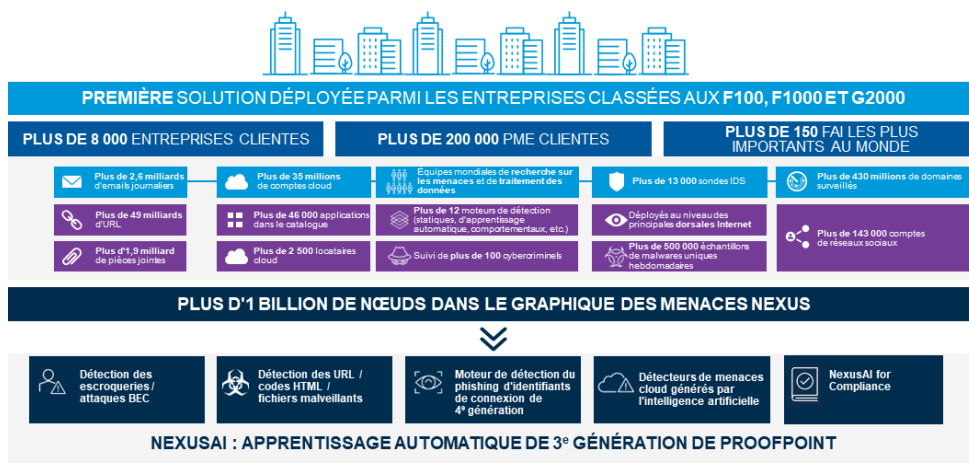 PREMIÈRE SOLUTION DÉPLOYÉE PARMI LES ENTREPRISES CLASSÉES AUX F100, F1000 ET G2000
PLUS DE 8 000 ENTREPRISES CLIENTES
PLUS DE 200 000 PME CLIENTES
PLUS DE 150 FAI LES PLUS
IMPORTANTS AU MONDE
Plus de 2,6 milliards
d'emails journaliers
Plus de 35 millions
de comptes cloud
Équipes mondiales de recherche sur
les menaces et de traitement des
données
Plus de 13 000 sondes IDS
Plus de 430 millions de domaines
surveillés
Plus de 49 milliards
d'URL
Plus de 46 000 applications
dans le catalogue
Plus de 12 moteurs de détection
(statiques, d'apprentissage
automatique, comportementaux, etc.)
Déployés au niveau des
principales dorsales Internet
Plus de 143 000 comptes
de réseaux sociaux
Plus d'1,9 milliard
de pièces jointes
Plus de 2 500 locataires
cloud
Suivi de plus de 100 cybercriminels
Plus de 500 000 échantillons
de malwares uniques
hebdomadaires
PLUS D'1 BILLION DE NŒUDS DANS LE GRAPHIQUE DES MENACES NEXUS
Détection des
escroqueries /
attaques BEC
Détection des URL /
codes HTML /
fichiers malveillants
Moteur de détection du
phishing d'identifiants
de connexion de
4e génération
Détecteurs de menaces
cloud générés par
l'intelligence artificielle
NexusAI for
Compliance
NEXUSAI : APPRENTISSAGE AUTOMATIQUE DE 3e GÉNÉRATION DE PROOFPOINT